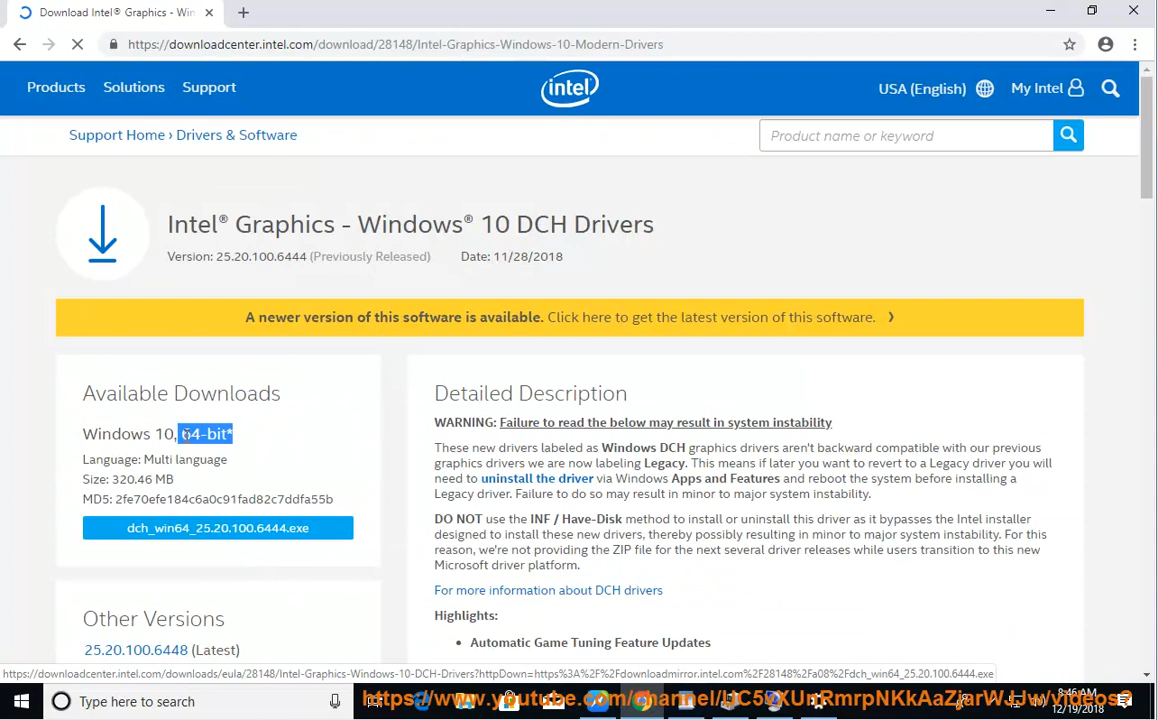 Download Intel® Graphics - Win
https://downloadcenter.intel.com/download/28148/Intel-Graphics-Windows-10-Modern-Drivers
Products Solutions Support
intel
USA (English) My Intel
Support Home › Drivers & Software
Product name or keyword
Intel® Graphics - Windows® 10 DCH Drivers
Version: 25.20.100.6444 (Previously Released) Date: 11/28/2018
A newer version of this software is available. Click here to get the latest version of this software. ›
Available Downloads
Windows 10, 64-bit*
Language: Multi language
Size: 320.46 MB
MD5: 2fe70efe184c6a0c91fad82c7ddfa55b
dch_win64_25.20.100.6444.exe
Other Versions
25.20.100.6448 (Latest)
Detailed Description
WARNING: Failure to read the below may result in system instability
These new drivers labeled as Windows DCH graphics drivers aren't backward compatible with our previous
graphics drivers we are now labeling Legacy. This means if later you want to revert to a Legacy driver you will
need to uninstall the driver via Windows Apps and Features and reboot the system before installing a
Legacy driver. Failure to do so may result in minor to major system instability.
DO NOT use the INF / Have-Disk method to install or uninstall this driver as it bypasses the Intel installer
designed to install these new drivers, thereby possibly resulting in minor to major system instability. For this
reason, we're not providing the ZIP file for the next several driver releases while users transition to this new
Microsoft driver platform.
For more information about DCH drivers
Highlights:
• Automatic Game Tuning Feature Updates
https://downloadcenter.intel.com/downloads/eula/28148/Intel-Graphics-Windows-10-DCH-Drivers?httpDown=https%3A%2F%2Fdownloadmirror.intel.com%2F28148%2Fa08%2Fdch_win64_25.20.100.6444.exe
Type here to search
8:46 AM
12/19/2018